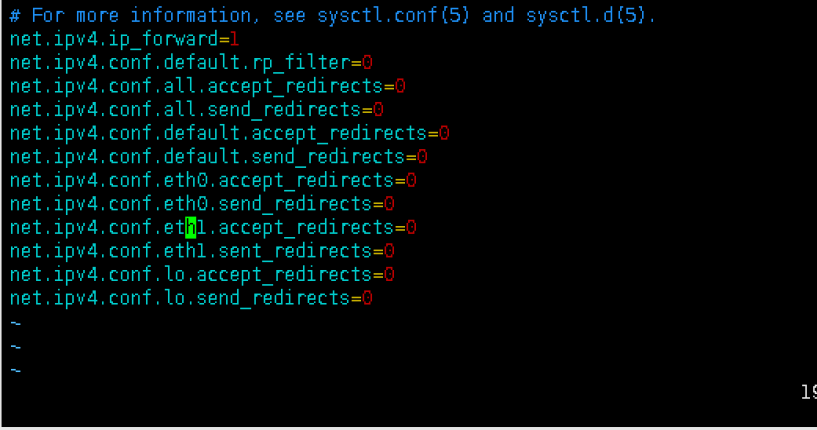 # For more information, see sysctl.conf(5) and sysctl.d(5).
net.ipv4.ip_forward=1
net.ipv4.conf.default.rp_filter=0
net.ipv4.conf.all.accept_redirects=0
net.ipv4.conf.all.send_redirects=0
net.ipv4.conf.default.accept_redirects=0
net.ipv4.conf.default.send_redirects=0
net.ipv4.conf.eth0.accept_redirects=0
net.ipv4.conf.eth0.send_redirects=0
net.ipv4.conf.eth1.accept_redirects=0
net.ipv4.conf.eth1.sent_redirects=0
net.ipv4.conf.lo.accept_redirects=0
net.ipv4.conf.lo.send_redirects=0
~
~
~